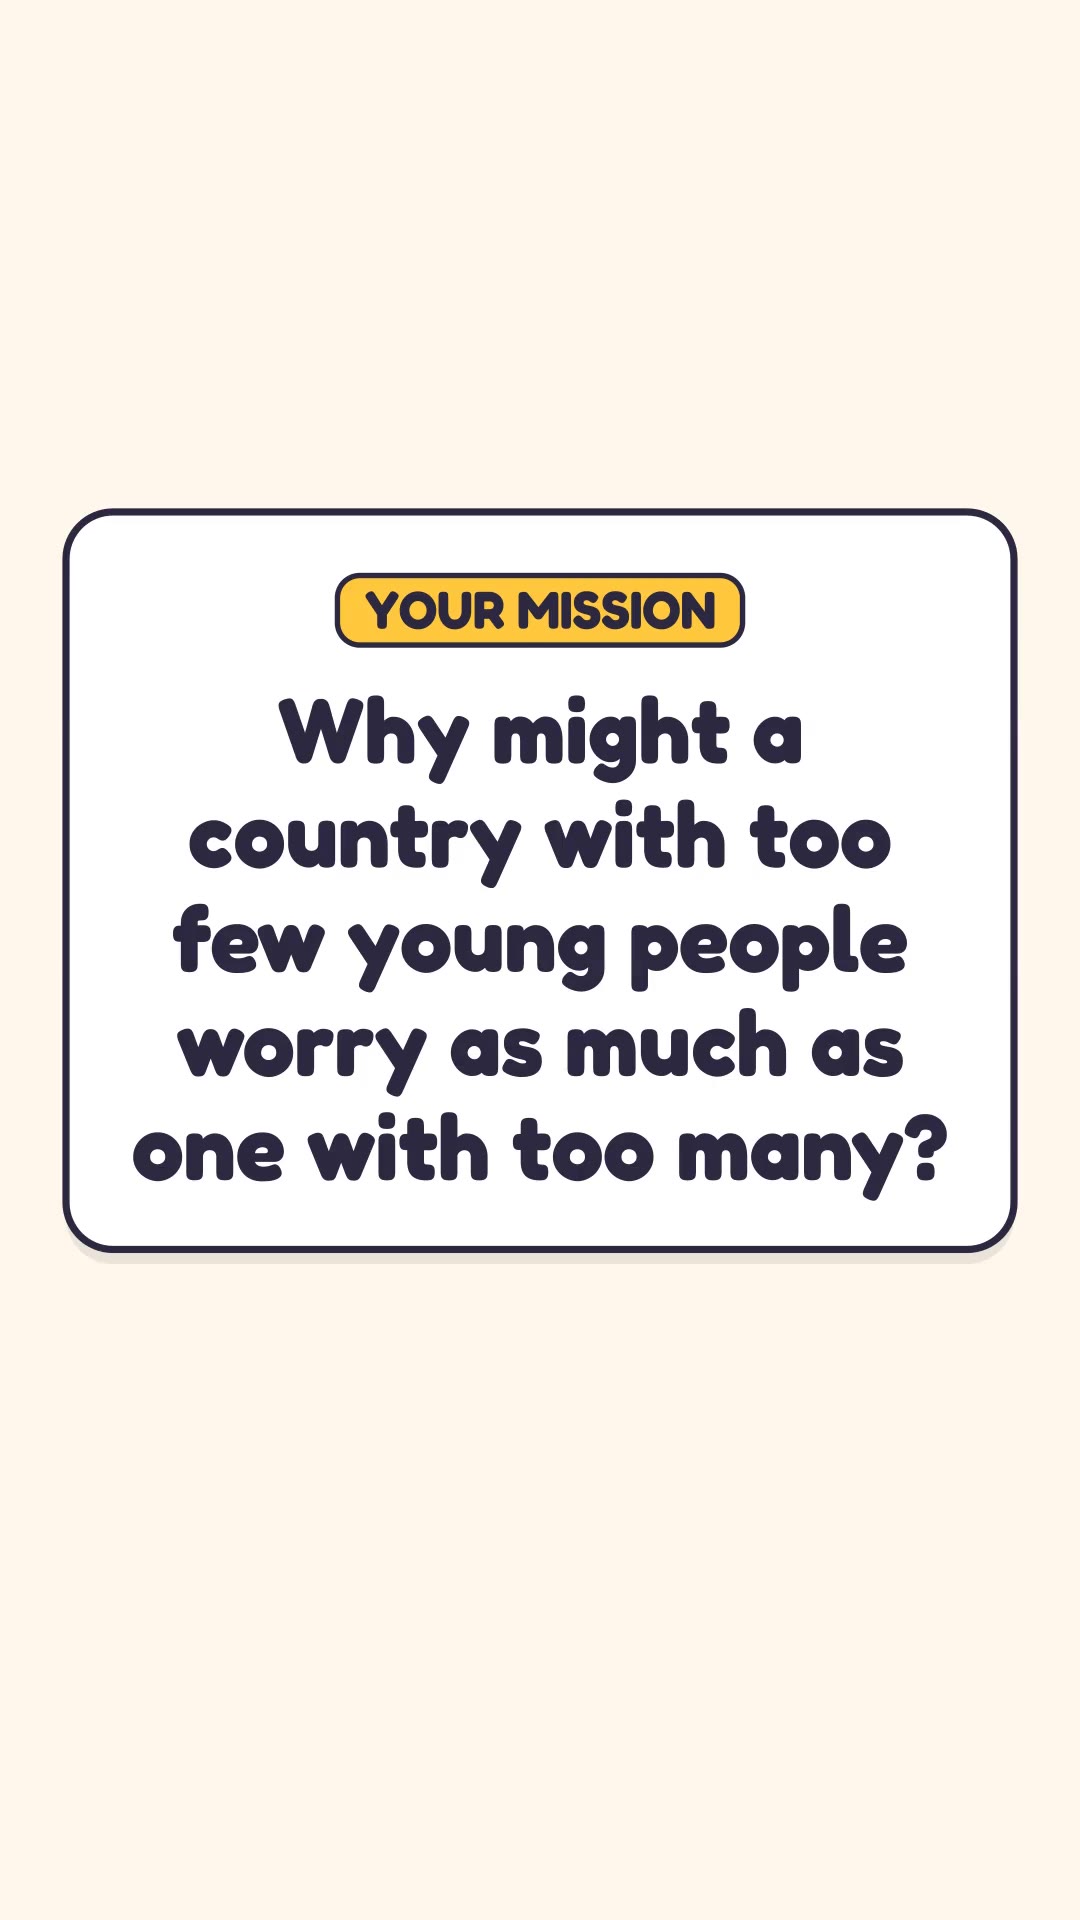 YOUR MISSION
Why might a
country with too
few young people
worry as much as
one with too many?